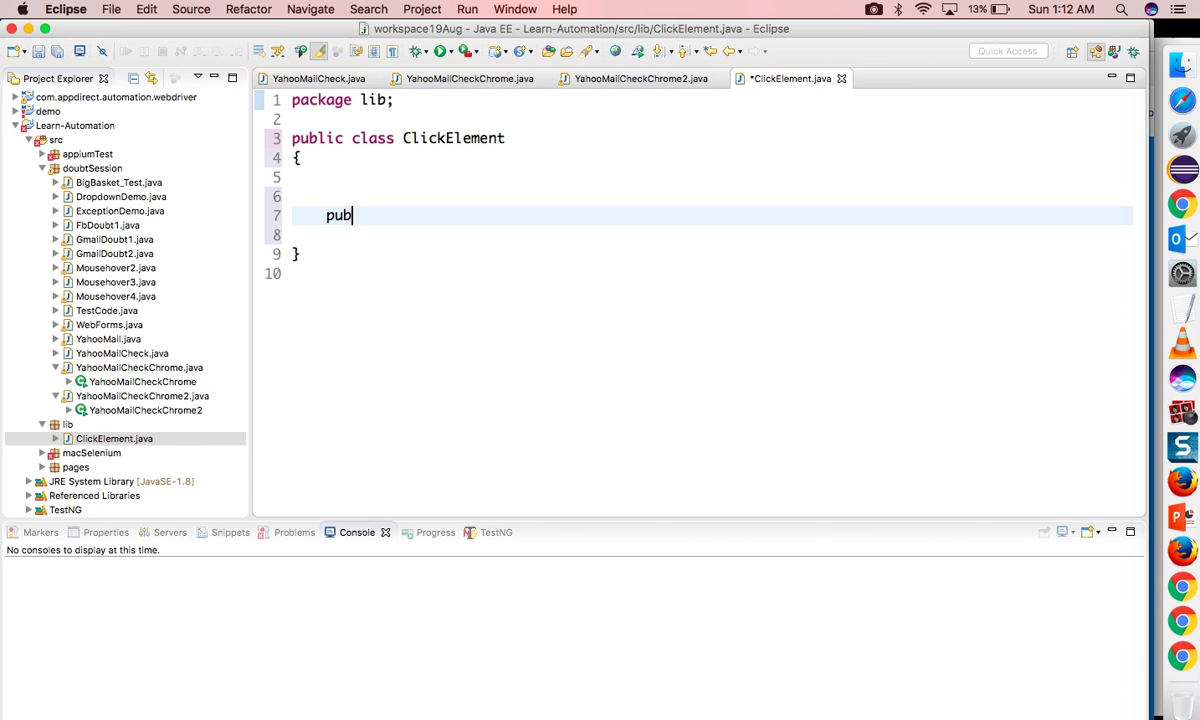 Eclipse File Edit Source Refactor Navigate Search Project Run Window Help 13% Sun 1:12 AM
workspace19Aug - Java EE - Learn-Automation/src/lib/ClickElement.java - Eclipse
Quick Access
Project Explorer
YahooMailCheck.java YahooMailCheckChrome.java YahooMailCheckChrome2.java *ClickElement.java
com.appdirect.automation.webdriver
demo
Learn-Automation
src
appiumTest
doubtSession
BigBasket_Test.java
DropdownDemo.java
ExceptionDemo.java
FbDoubt1.java
GmailDoubt1.java
GmailDoubt2.java
Mousehover2.java
Mousehover3.java
Mousehover4.java
TestCode.java
WebForms.java
YahooMail.java
YahooMailCheck.java
YahooMailCheckChrome.java
YahooMailCheckChrome
YahooMailCheckChrome2.java
YahooMailCheckChrome2
lib
ClickElement.java
macSelenium
pages
JRE System Library [JavaSE-1.8]
Referenced Libraries
TestNG
1 package lib;
2
3 public class ClickElement
4 {
5
6
7 pub
8
9 }
10
Markers Properties Servers Snippets Problems Console Progress TestNG
No consoles to display at this time.